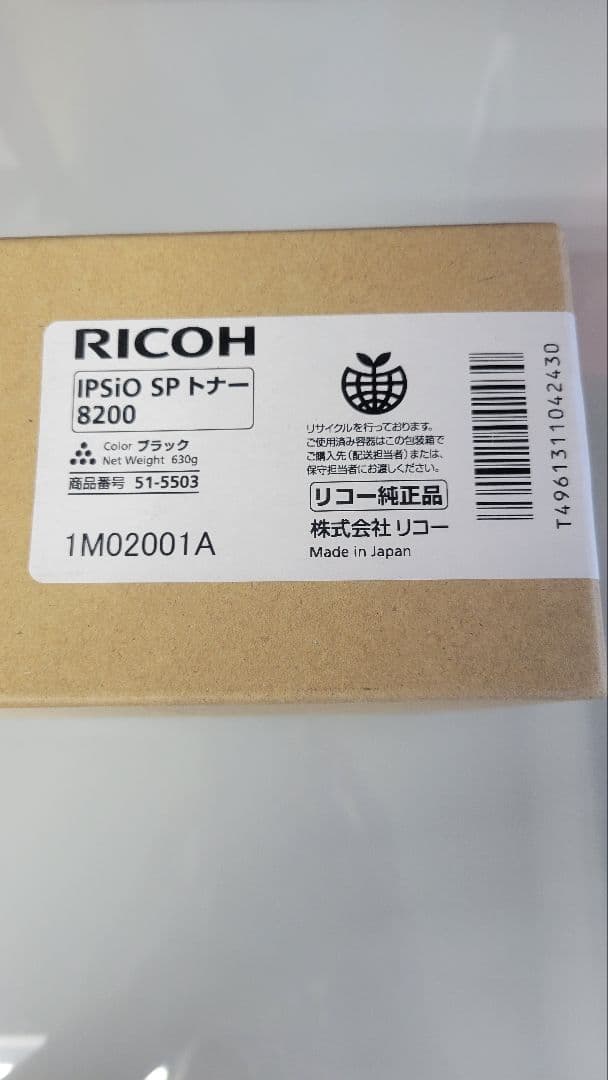 RICOH
IPSiO SP トナー
8200
Color ブラック
Net Weight 630g
商品番号 51-5503
1M02001A
リサイクルを行っております。
ご使用済み容器はこの包装箱で
ご購入先（配送担当者）または、
保守担当者にお渡しください。
リコー純正品
株式会社リコー
Made in Japan
T4961311042430